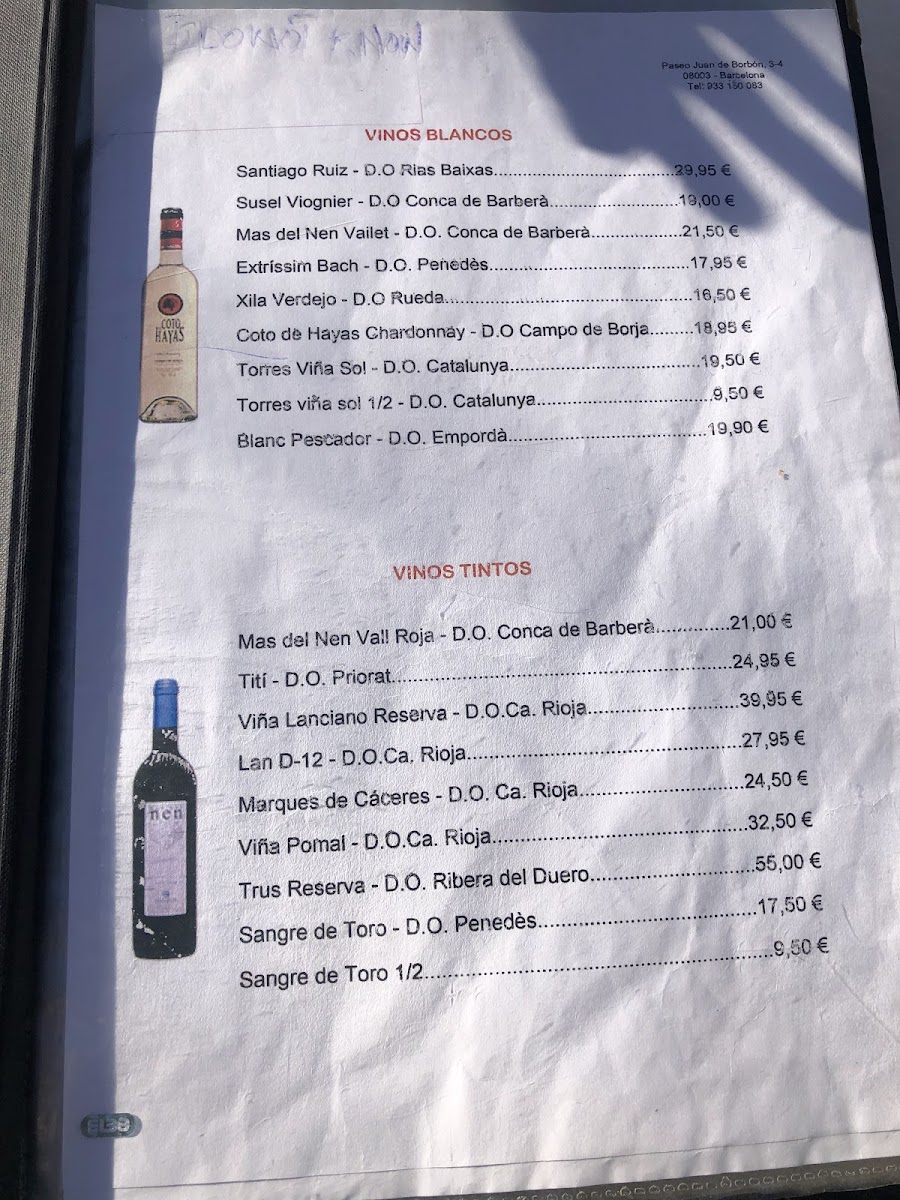 Paseo Juan de Borbón, 3-4
08003 - Barcelona
Tel: 933 150 083
VINOS BLANCOS
Santiago Ruiz - D.O Rias Baixas.....................................29,95 €
Susel Viognier - D.O Conca de Barberà..........................19,00 €
Mas del Nen Vailet - D.O. Conca de Barberà..................21,50 €
Extríssim Bach - D.O. Penedès........................................17,95 €
Xila Verdejo - D.O Rueda..................................................16,50 €
Coto de Hayas Chardonnay - D.O Campo de Borja.........18,95 €
Torres Viña Sol - D.O. Catalunya......................................19,50 €
Torres viña sol 1/2 - D.O. Catalunya...................................9,50 €
Blanc Pescador - D.O. Empordà.......................................19,90 €
COTO
HAYAS
VINOS TINTOS
Mas del Nen Vall Roja - D.O. Conca de Barberà.............21,00 €
Tití - D.O. Priorat..............................................................24,95 €
Viña Lanciano Reserva - D.O.Ca. Rioja...........................39,95 €
Lan D-12 - D.O.Ca. Rioja.................................................27,95 €
Marques de Cáceres - D.O. Ca. Rioja.............................24,50 €
Viña Pomal - D.O.Ca. Rioja..............................................32,50 €
Trus Reserva - D.O. Ribera del Duero.............................55,00 €
Sangre de Toro - D.O. Penedès.......................................17,50 €
Sangre de Toro 1/2.............................................................9,50 €
nen